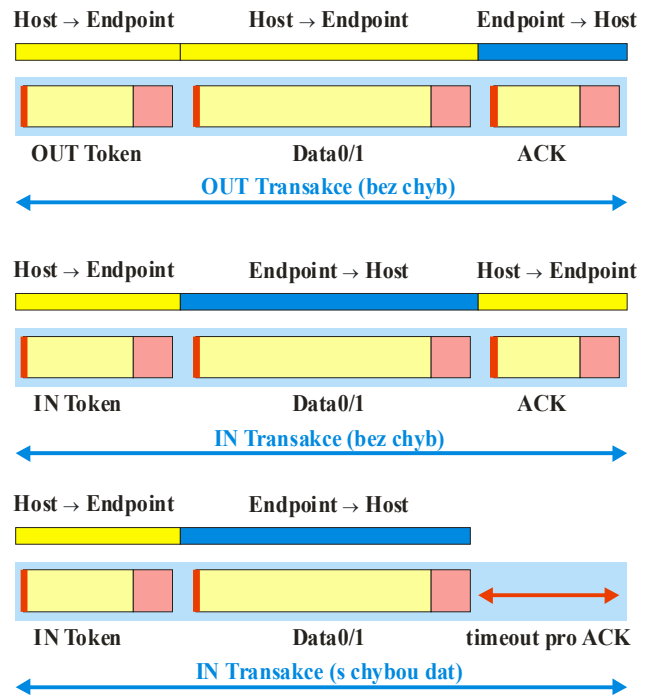 Host → Endpoint Host → Endpoint Endpoint → Host
OUT Token Data0/1 ACK
OUT Transakce (bez chyb)
Host → Endpoint Endpoint → Host Host → Endpoint
IN Token Data0/1 ACK
IN Transakce (bez chyb)
Host → Endpoint Endpoint → Host
IN Token Data0/1 timeout pro ACK
IN Transakce (s chybou dat)